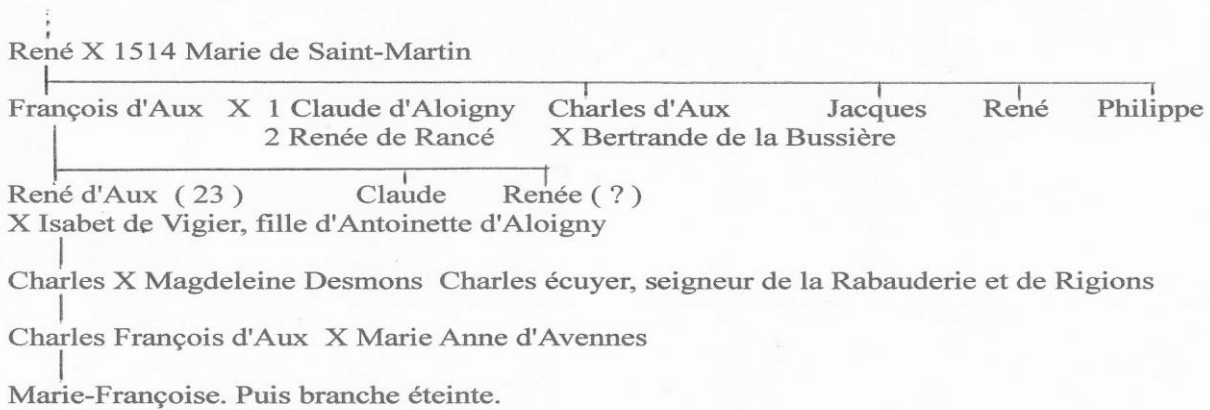 René X 1514 Marie de Saint-Martin
François d'Aux X 1 Claude d'Aloigny Charles d'Aux Jacques René Philippe
2 Renée de Rancé X Bertrande de la Bussière
René d'Aux ( 23 ) Claude Renée ( ? )
X Isabet de Vigier, fille d'Antoinette d'Aloigny
Charles X Magdeleine Desmons Charles écuyer, seigneur de la Rabauderie et de Rigions
Charles François d'Aux X Marie Anne d'Avennes
Marie-Françoise. Puis branche éteinte.